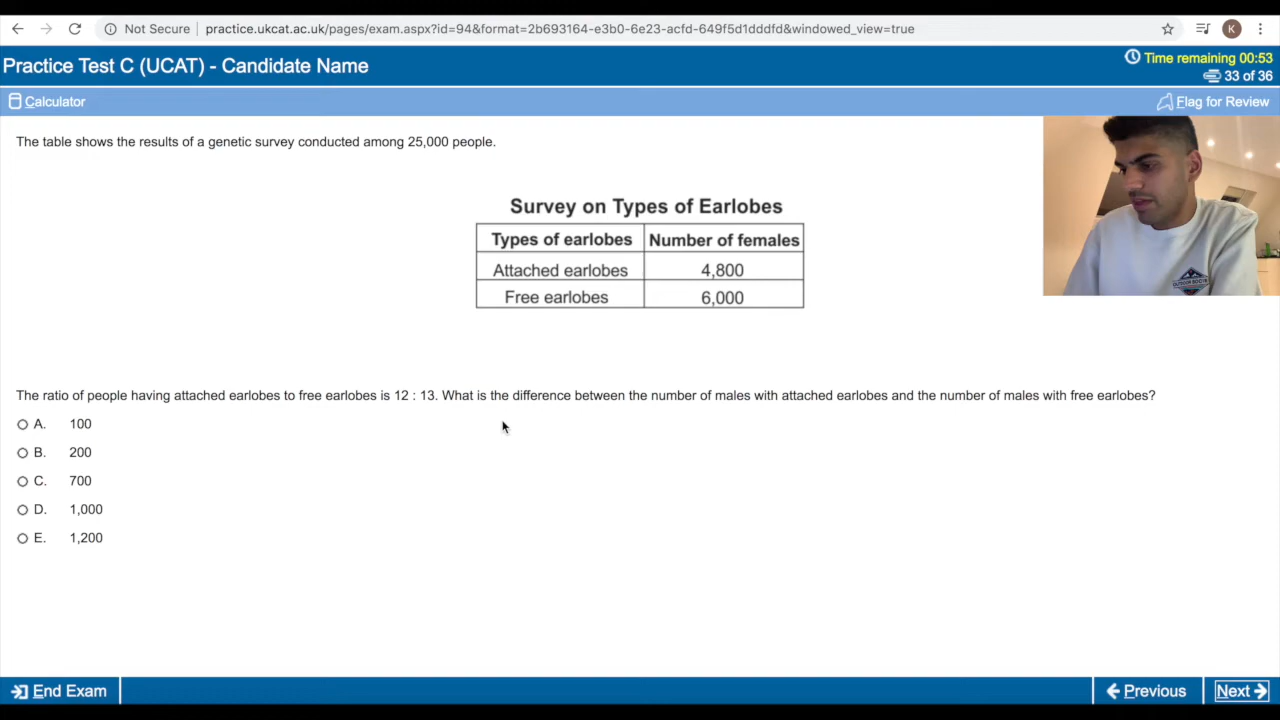 Not Secure practice.ukcat.ac.uk/pages/exam.aspx?id=94&format=2b693164-e3b0-6e23-acfd-649f5d1dddfd&windowed_view=true K
Practice Test C (UCAT) - Candidate Name
Time remaining 00:53
33 of 36
Calculator
Flag for Review
The table shows the results of a genetic survey conducted among 25,000 people.
Survey on Types of Earlobes
Types of earlobes Number of females
Attached earlobes 4,800
Free earlobes 6,000
The ratio of people having attached earlobes to free earlobes is 12 : 13. What is the difference between the number of males with attached earlobes and the number of males with free earlobes?
A. 100
B. 200
C. 700
D. 1,000
E. 1,200
End Exam
Previous
Next